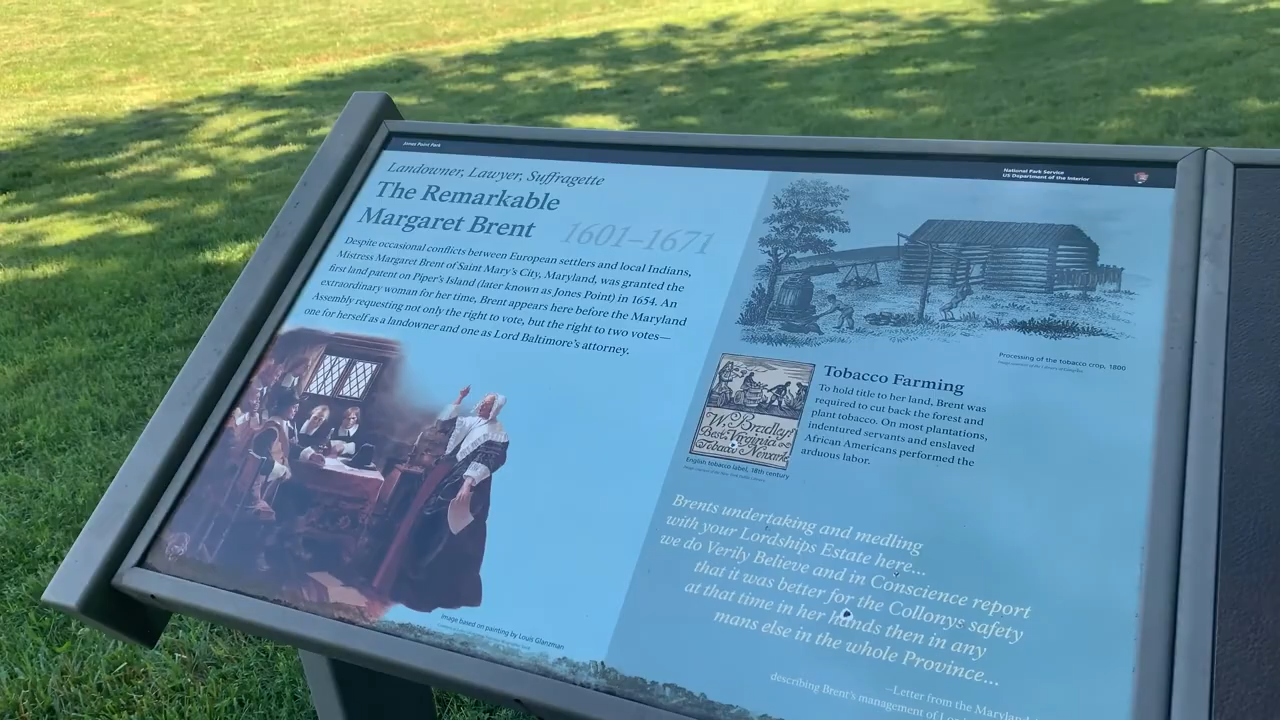 Jones Point Park
National Park Service
US Department of the Interior
Landowner, Lawyer, Suffragette
The Remarkable
Margaret Brent 1601–1671
Despite occasional conflicts between European settlers and local Indians,
Mistress Margaret Brent of Saint Mary's City, Maryland, was granted the
first land patent on Piper's Island (later known as Jones Point) in 1654. An
extraordinary woman for her time, Brent appears here before the Maryland
Assembly requesting not only the right to vote, but the right to two votes—
one for herself as a landowner and one as Lord Baltimore's attorney.
Image based on painting by Louis Glanzman
Processing of the tobacco crop, 1800
W. Bradley
Best Virginia
Tobacco Newark
English tobacco label, 18th century
Tobacco Farming
To hold title to her land, Brent was
required to cut back the forest and
plant tobacco. On most plantations,
indentured servants and enslaved
African Americans performed the
arduous labor.
Brents undertaking and medling
with your Lordships Estate here...
we do Verily Believe and in Conscience report
that it was better for the Collonys safety
at that time in her hands then in any
mans else in the whole Province...
–Letter from the Maryland
describing Brent's management of